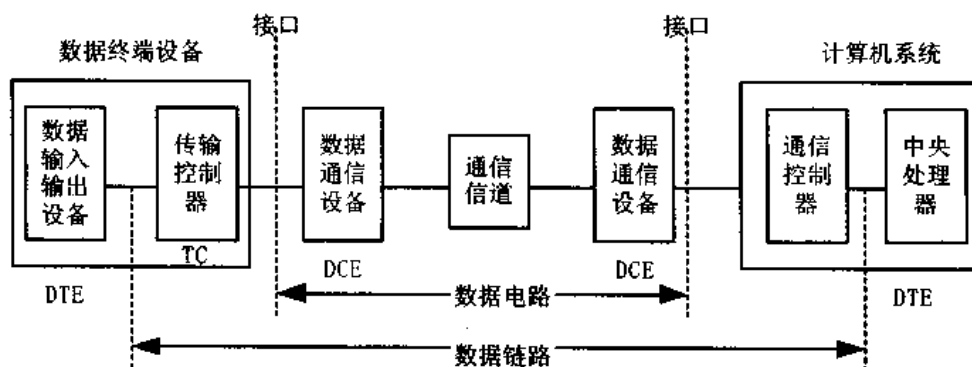 接口
接口
数据终端设备
计算机系统
数据
输入
输出
设备
传输
控制
器
TC
数据
通信
设备
通信
信道
数据
通信
设备
通信
控制
器
中央
处理
器
DTE
DCE
DCE
DTE
数据电路
数据链路